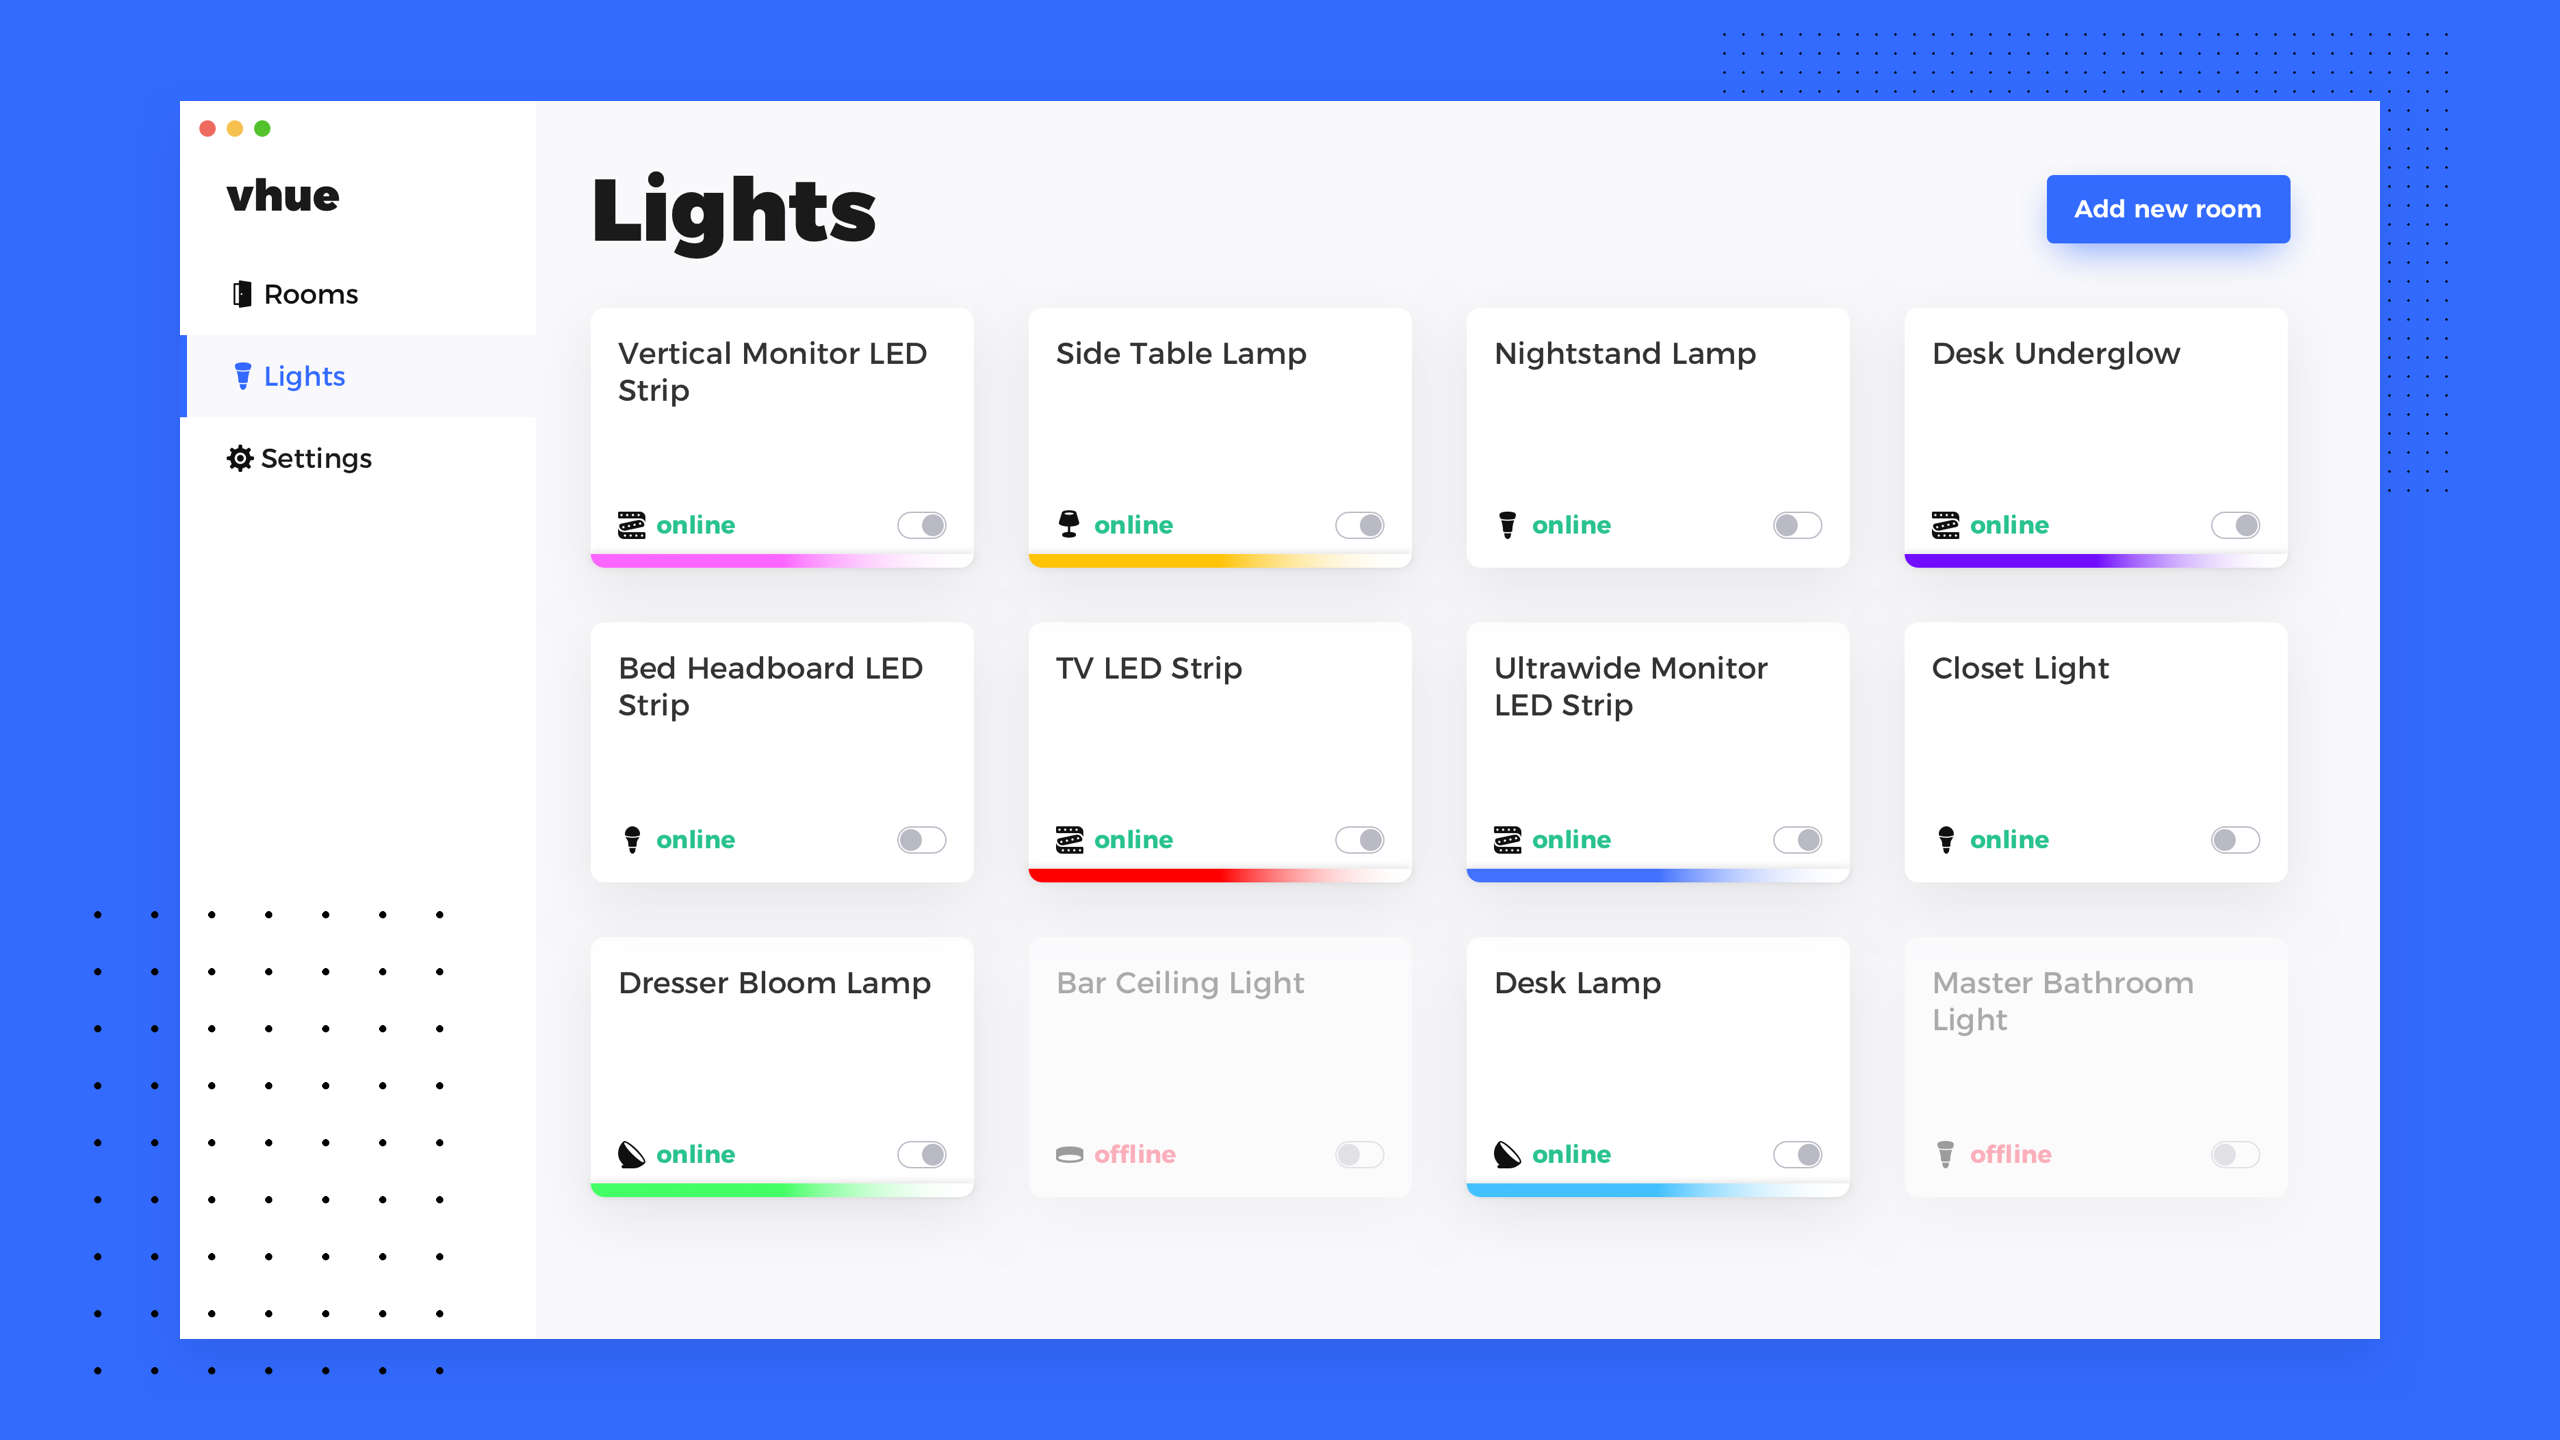 vhue
Rooms
Lights
Settings
Lights
Add new room
Vertical Monitor LED
Strip
online
Side Table Lamp
online
Nightstand Lamp
online
Desk Underglow
online
Bed Headboard LED
Strip
online
TV LED Strip
online
Ultrawide Monitor
LED Strip
online
Closet Light
online
Dresser Bloom Lamp
online
Bar Ceiling Light
offline
Desk Lamp
online
Master Bathroom
Light
offline